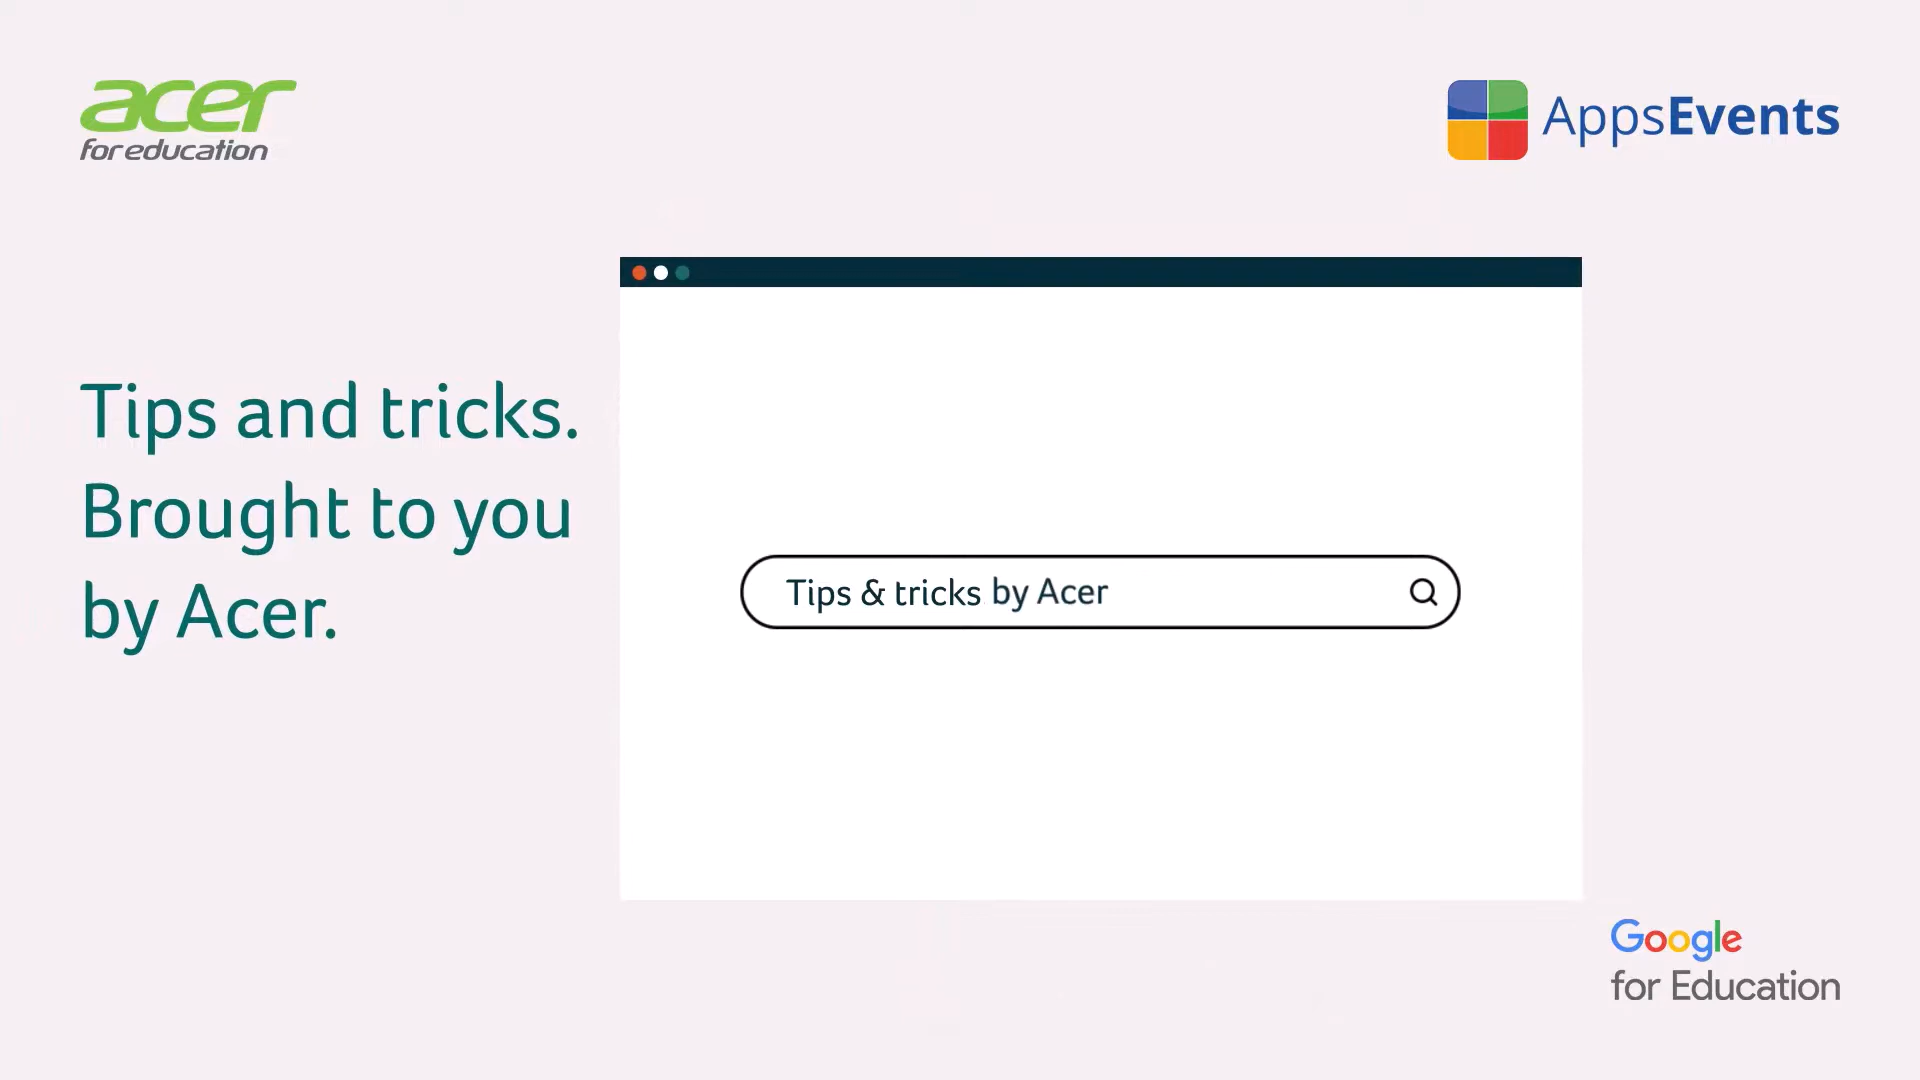 acer
for education
AppsEvents
Tips and tricks.
Brought to you
by Acer.
Tips & tricks by Acer
Google
for Education